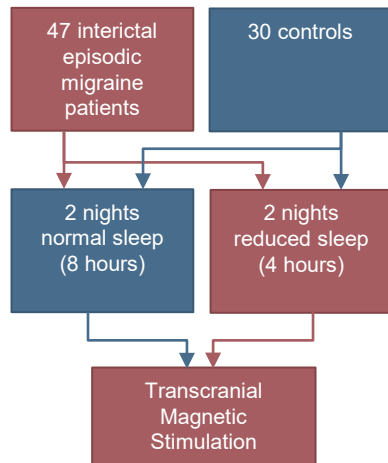 47 interictal
episodic
migraine
patients
30 controls
2 nights
normal sleep
(8 hours)
2 nights
reduced sleep
(4 hours)
Transcranial
Magnetic
Stimulation